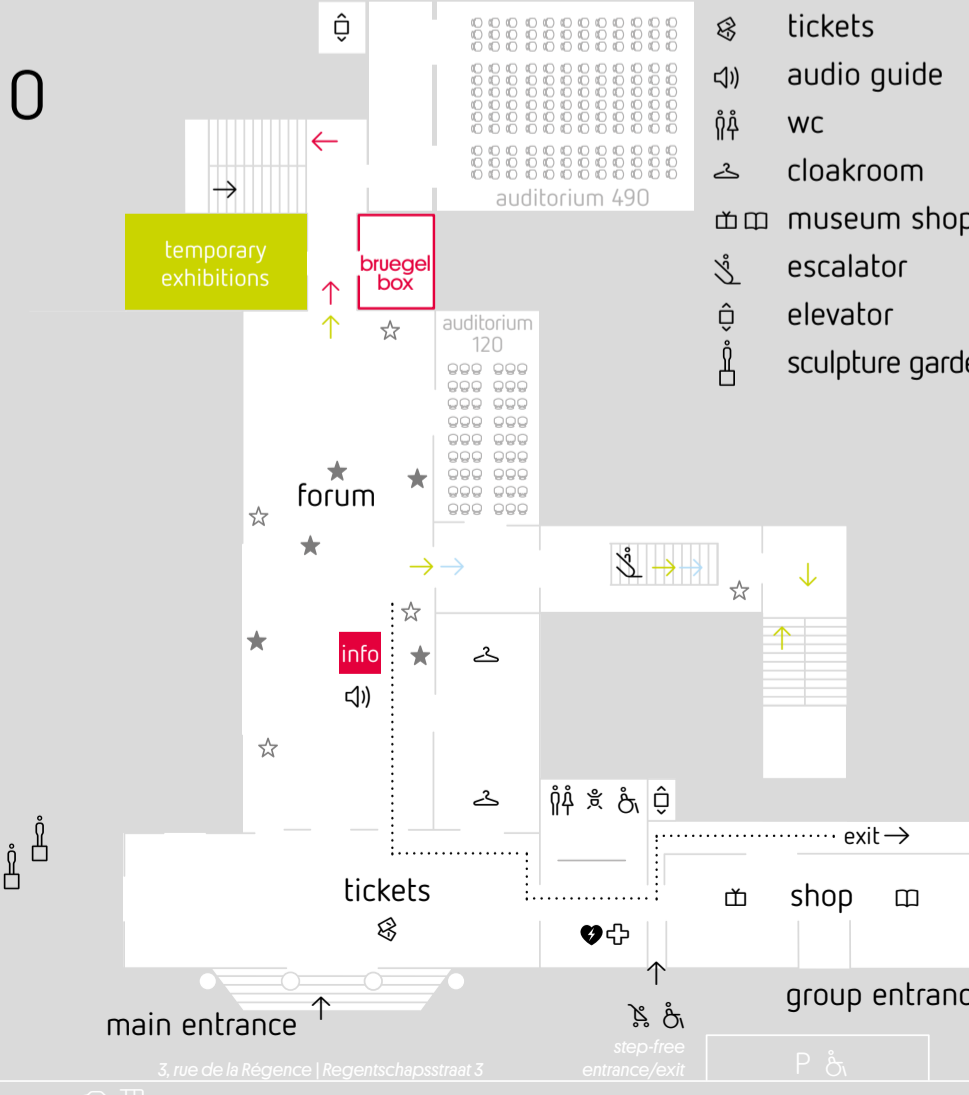 0
tickets
audio guide
wc
cloakroom
museum shop
escalator
elevator
sculpture garde
auditorium 490
temporary
exhibitions
bruegel
box
auditorium
120
forum
info
exit
tickets
shop
main entrance
group entranc
step-free
entrance/exit
3, rue de la Régence | Regentschapsstraat 3
P